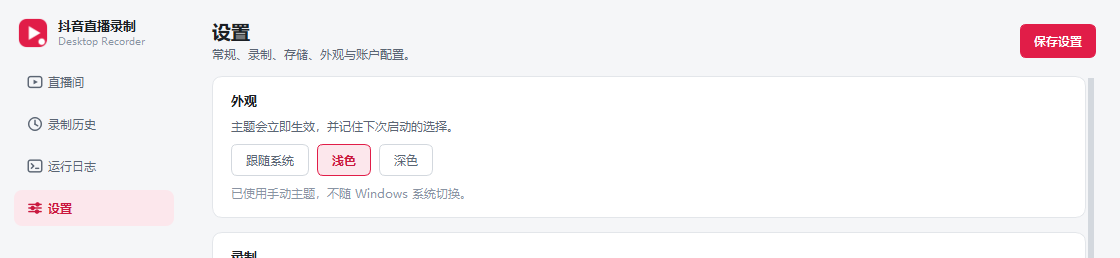 抖音直播录制
Desktop Recorder
直播间
录制历史
运行日志
设置
设置
常规、录制、存储、外观与账户配置。
保存设置
外观
主题会立即生效，并记住下次启动的选择。
跟随系统 浅色 深色
已使用手动主题，不随 Windows 系统切换。
录制